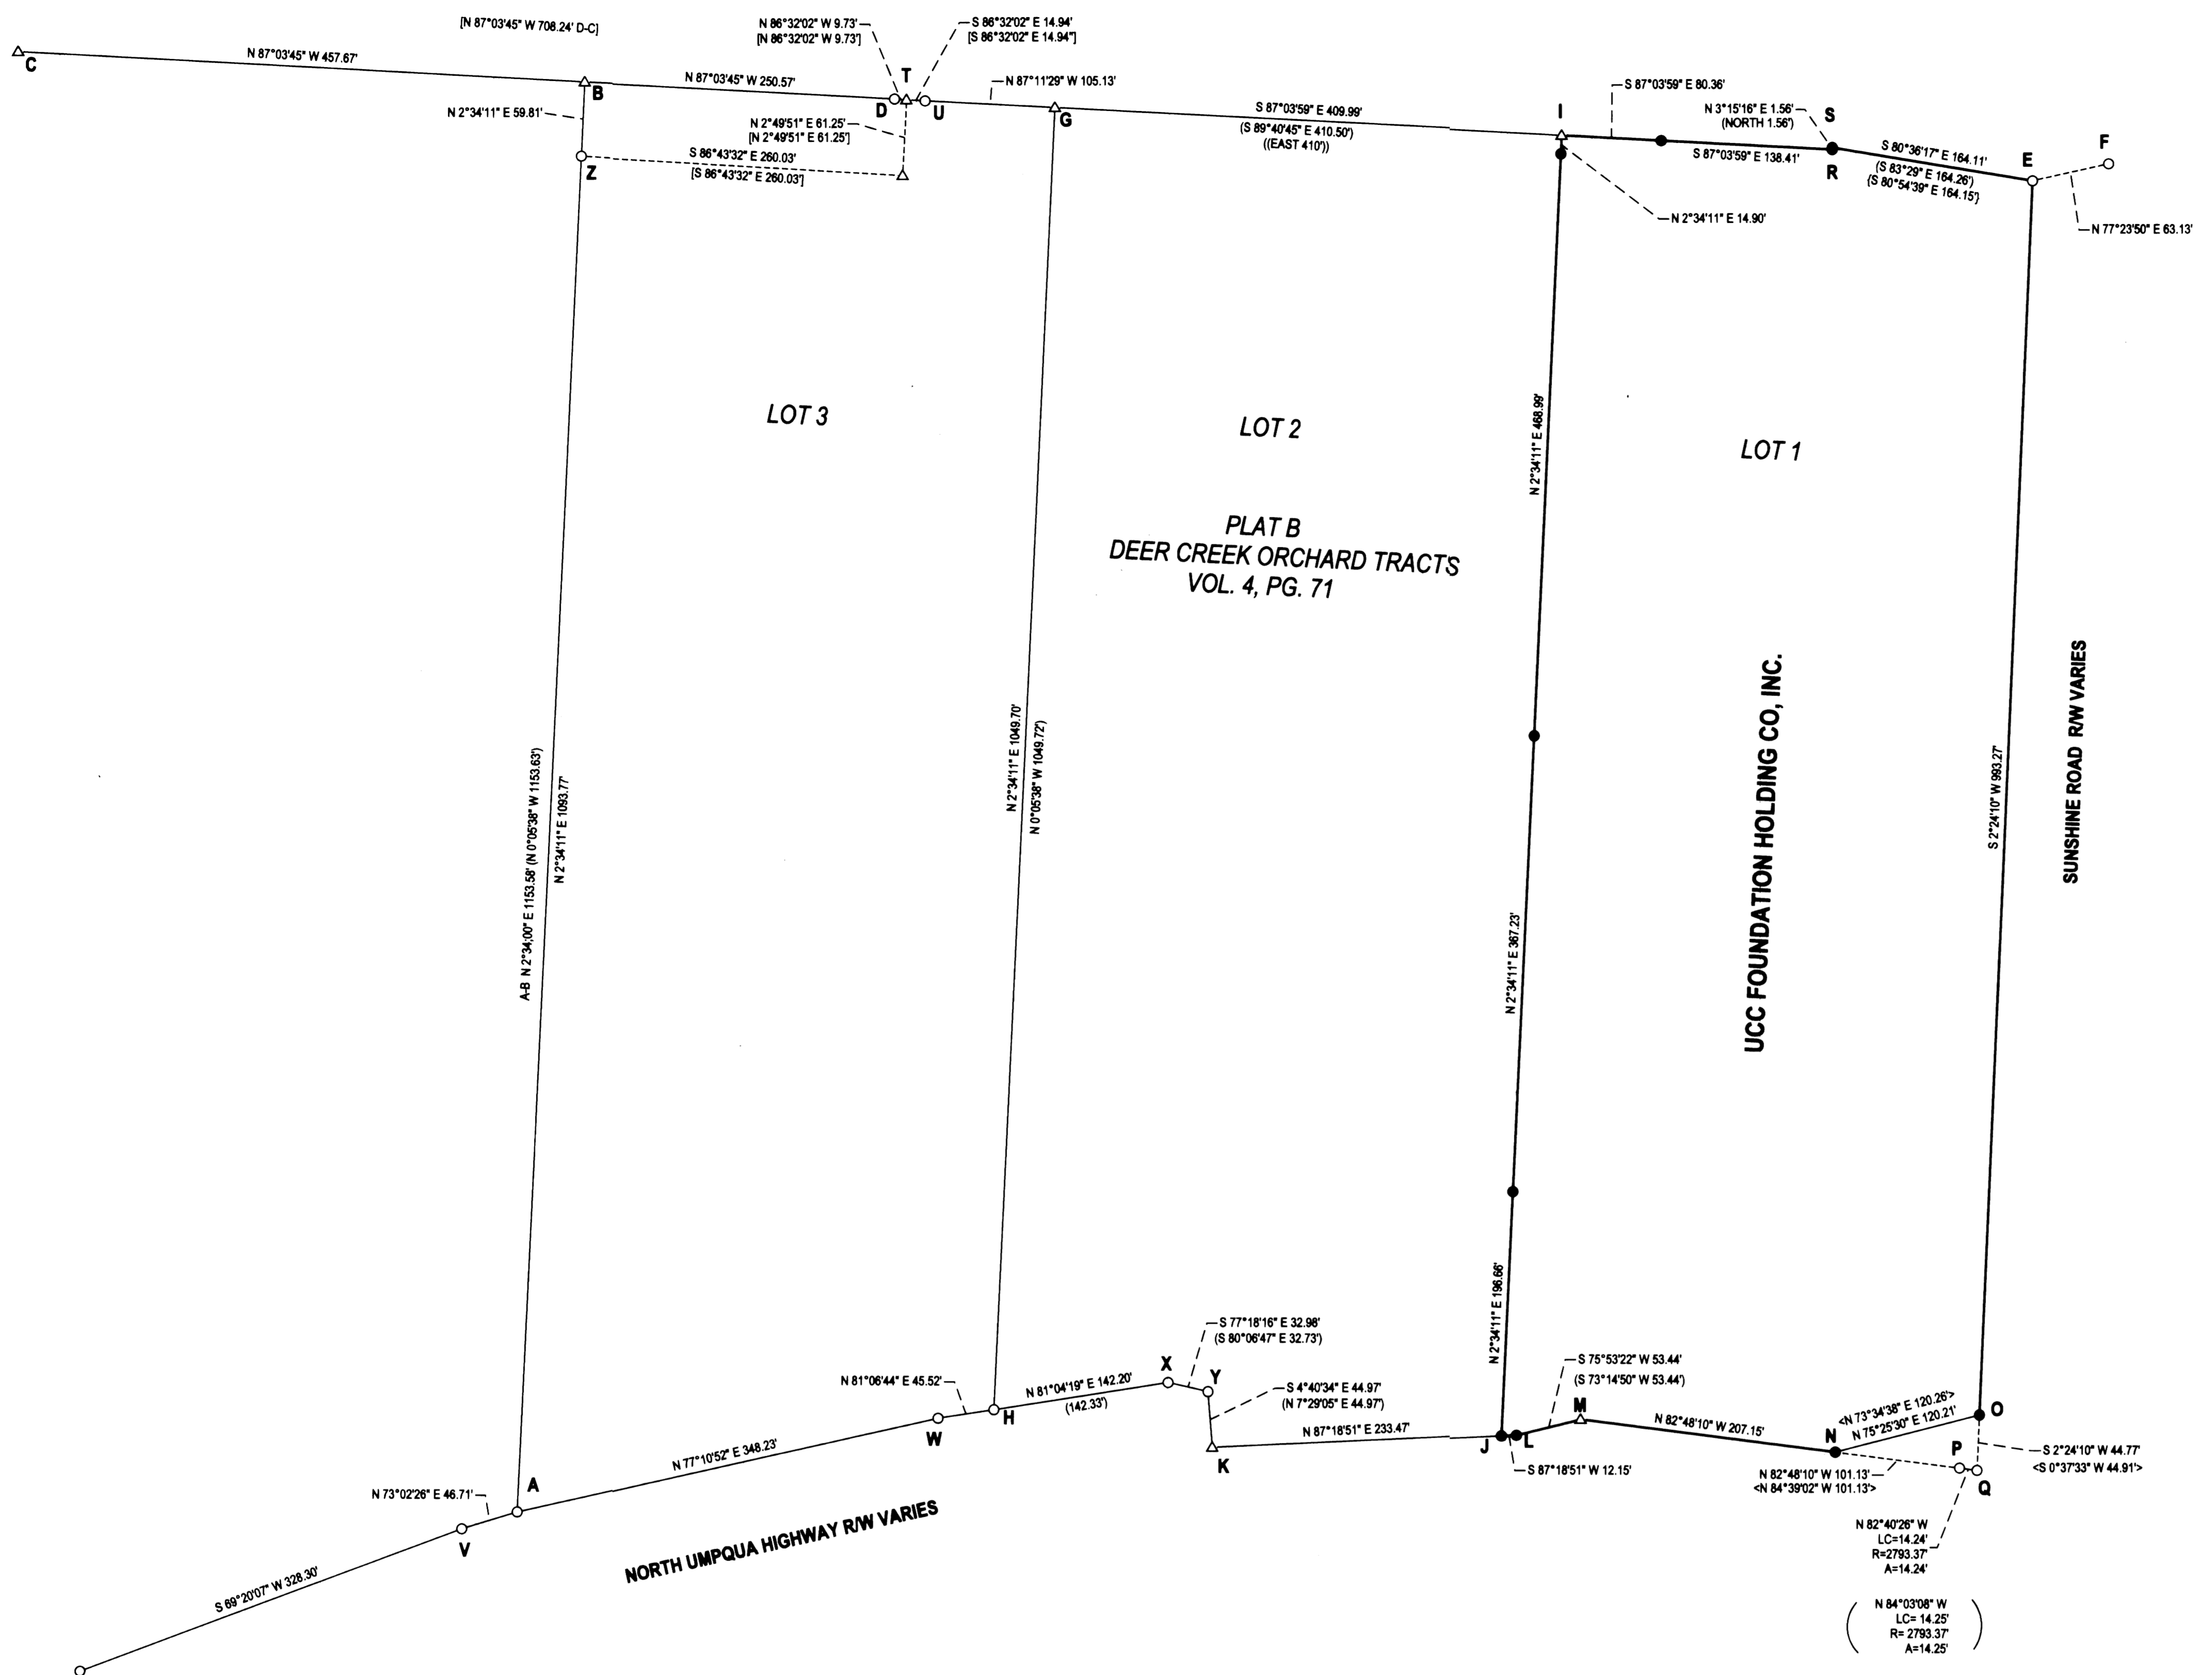 [N 87°03'45" W 708.24' D-C]
N 86°32'02" W 9.73'
[N 86°32'02" W 9.73']
S 86°32'02" E 14.94'
[S 86°32'02" E 14.94"]
C
N 87°03'45" W 457.67'
B
N 87°03'45" W 250.57'
T
D
U
N 87°11'29" W 105.13'
G
S 87°03'59" E 409.99'
(S 89°40'45" E 410.50')
((EAST 410'))
I
S 87°03'59" E 80.36'
N 3°15'16" E 1.56'
(NORTH 1.56')
S
R
S 87°03'59" E 138.41'
S 80°36'17" E 164.11'
(S 83°29" E 164.26')
{S 80°54'39" E 164.15'}
E
F
N 77°23'50" E 63.13'
N 2°34'11" E 59.81'
N 2°49'51" E 61.25'
[N 2°49'51" E 61.25']
Z
S 86°43'32" E 260.03'
[S 86°43'32" E 260.03']
N 2°34'11" E 14.90'
LOT 3
LOT 2
LOT 1
PLAT B
DEER CREEK ORCHARD TRACTS
VOL. 4, PG. 71
N 2°34'11" E 468.99'
UCC FOUNDATION HOLDING CO, INC.
SUNSHINE ROAD R/W VARIES
S 2°24'10" W 993.27'
A-B N 2°34;00" E 1153.58' (N 0°05'38" W 1153.63')
N 2°34'11" E 1093.77'
N 2°34'11" E 1049.70'
N 0°05'38" W 1049.72')
N 2°34'11" E 367.23'
N 2°34'11" E 196.66'
S 77°18'16" E 32.98'
(S 80°06'47" E 32.73')
N 81°06'44" E 45.52'
N 81°04'19" E 142.20'
(142.33')
X
Y
S 4°40'34" E 44.97'
(N 7°29'05" E 44.97')
S 75°53'22" W 53.44'
(S 73°14'50" W 53.44')
M
N 82°48'10" W 207.15'
<N 73°34'38" E 120.26'>
N 75°25'30" E 120.21'
O
W
H
N 87°18'51" E 233.47'
K
J
L
S 87°18'51" W 12.15'
N
P
Q
S 2°24'10" W 44.77'
<S 0°37'33" W 44.91'>
N 82°48'10" W 101.13'
<N 84°39'02" W 101.13'>
N 77°10'52" E 348.23'
A
N 73°02'26" E 46.71'
V
NORTH UMPQUA HIGHWAY R/W VARIES
S 69°20'07" W 328.30'
N 82°40'26" W
LC=14.24'
R=2793.37'
A=14.24'
( N 84°03'08" W
LC= 14.25'
R= 2793.37'
A=14.25' )